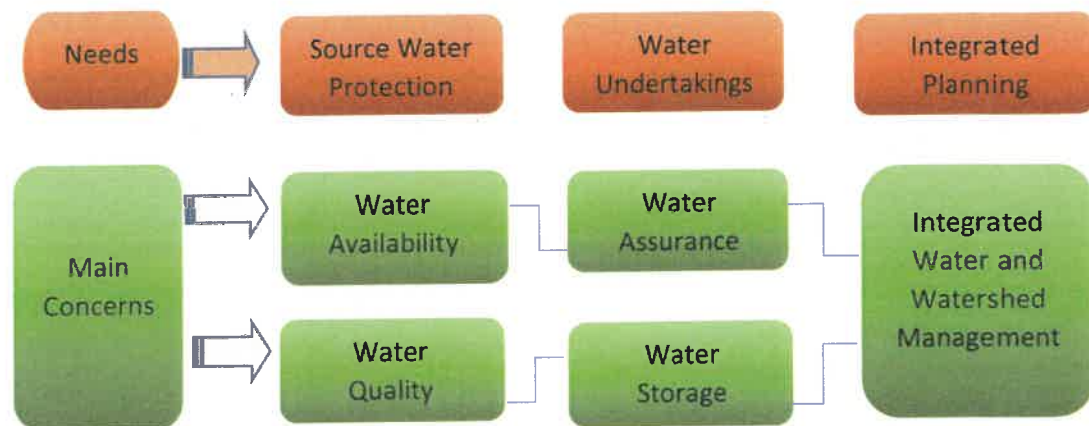 Needs
Source Water
Protection
Water
Undertakings
Integrated
Planning
Main
Concerns
Water
Availability
Water
Assurance
Water
Quality
Water
Storage
Integrated
Water and
Watershed
Management